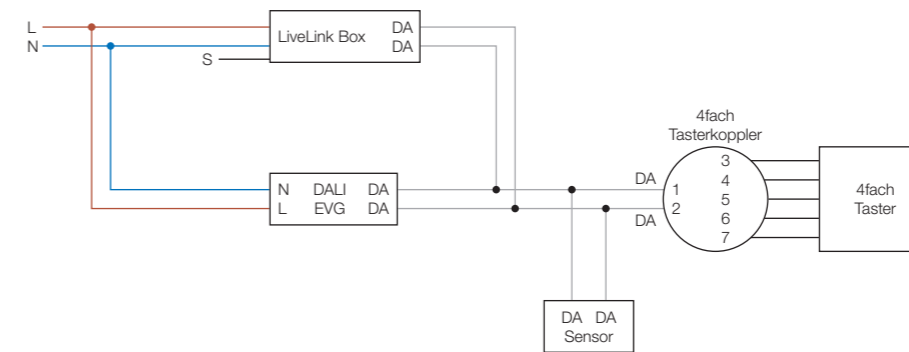 L
N
S
LiveLink Box
DA
DA
N DALI DA
L EVG DA
4fach
Tasterkoppler
DA
DA
1
2
3
4
5
6
7
4fach
Taster
DA DA
Sensor